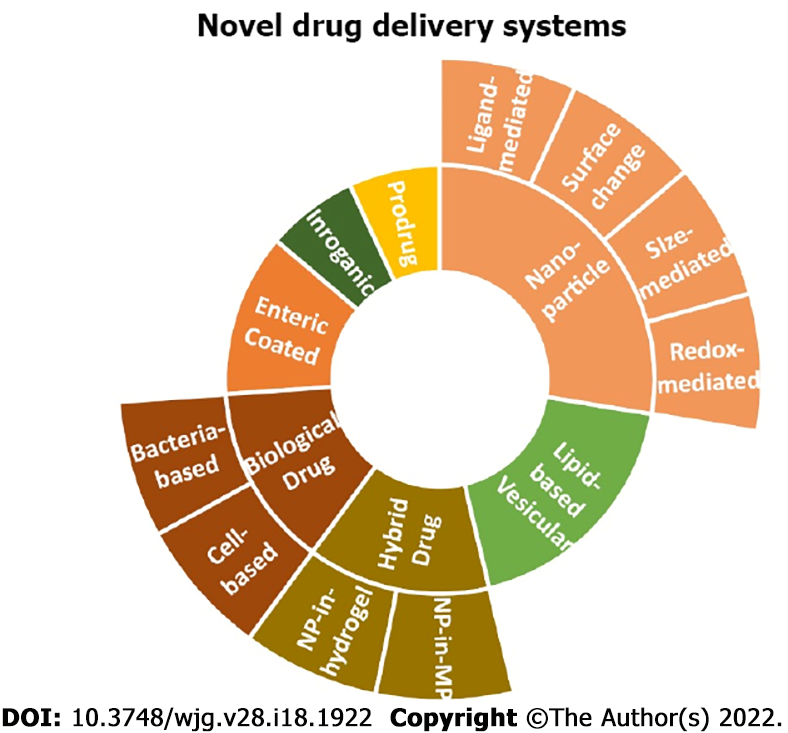 Novel drug delivery systems
Ligand-
mediated
Surface
change
SIze-
mediated
Redox-
mediated
Nano-
particle
Lipid-
based
Vesicular
Hybrid
Drug
NP-in-MP
NP-in-
hydrogel
Biological
Drug
Cell-
based
Bacteria-
based
Enteric
Coated
Inroganic
Prodrug
DOI: 10.3748/wjg.v28.i18.1922 Copyright ©The Author(s) 2022.